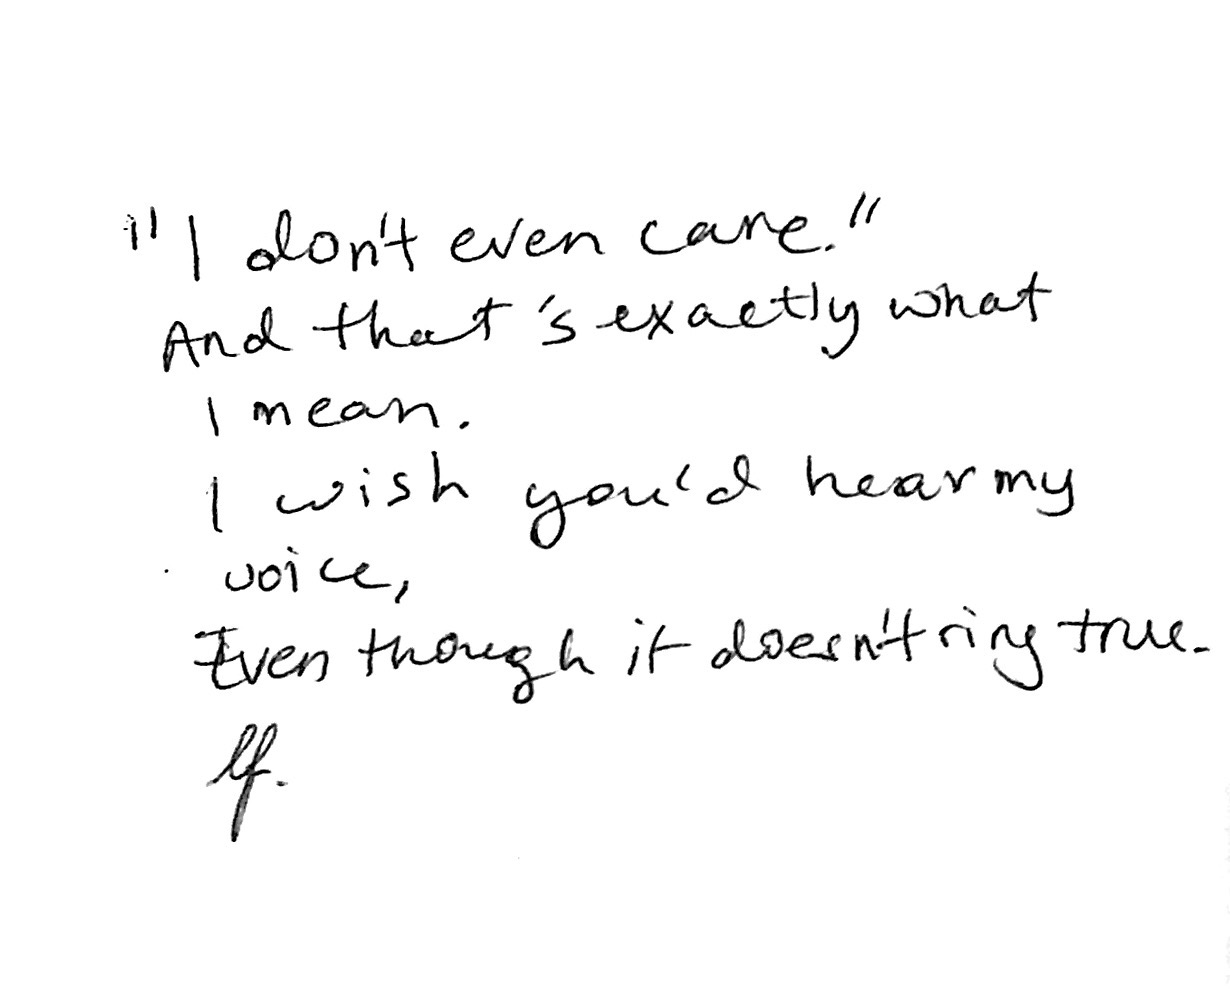 "I don't even care."
And that's exactly what
I mean.
I wish you'd hear my
voice,
Even though it doesn't ring true.
lf.